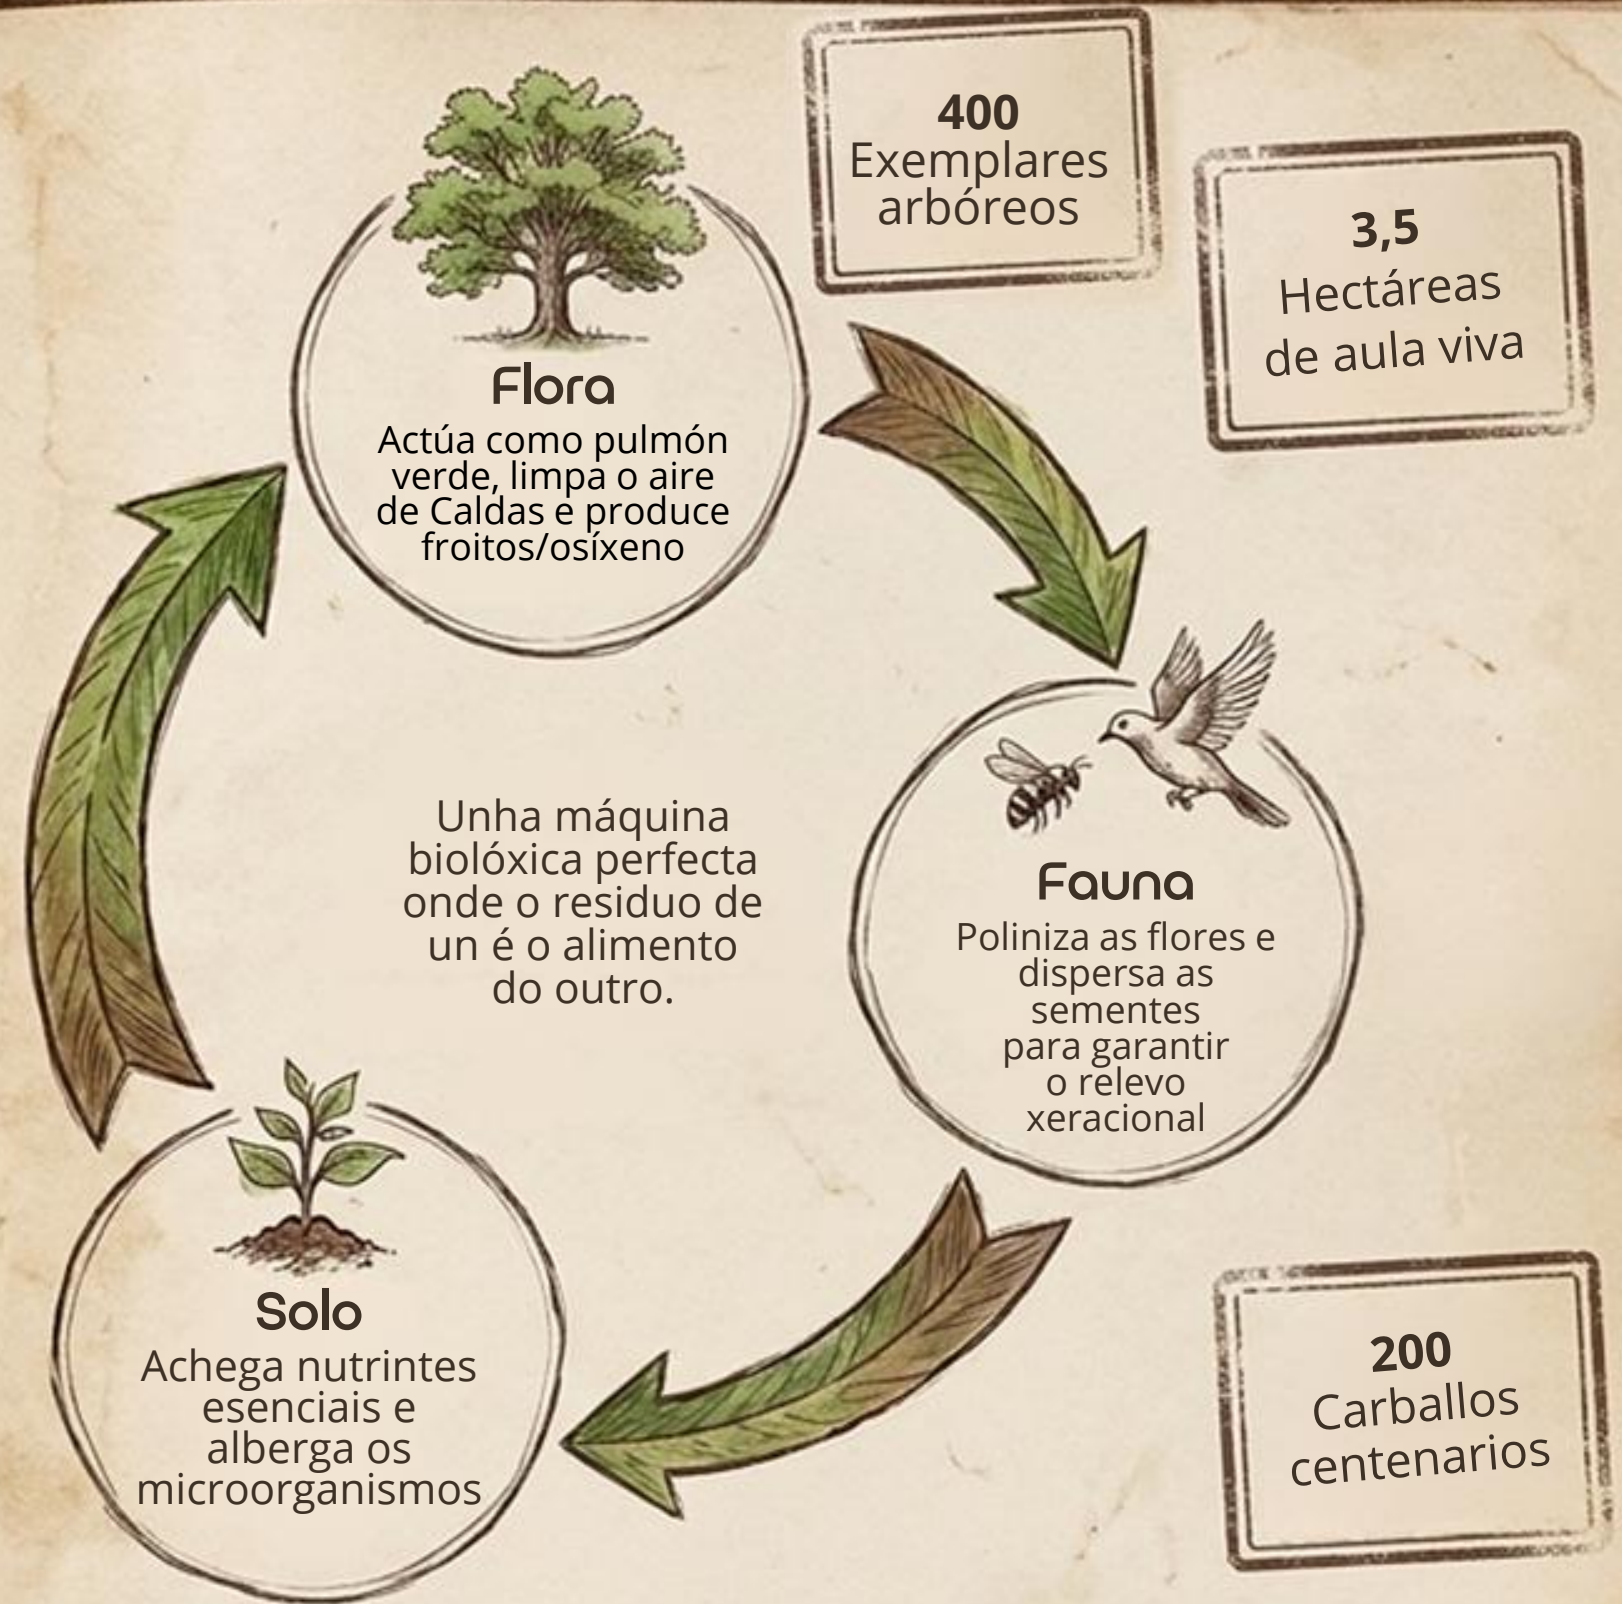 400
Exemplares
arbóreos
3,5
Hectáreas
de aula viva
Flora
Actúa como pulmón
verde, limpa o aire
de Caldas e produce
froitos/osíxeno
Unha máquina
biolóxica perfecta
onde o residuo de
un é o alimento
do outro.
Fauna
Poliniza as flores e
dispersa as
sementes
para garantir
o relevo
xeracional
Solo
Achega nutrintes
esenciais e
alberga os
microorganismos
200
Carballos
centenarios